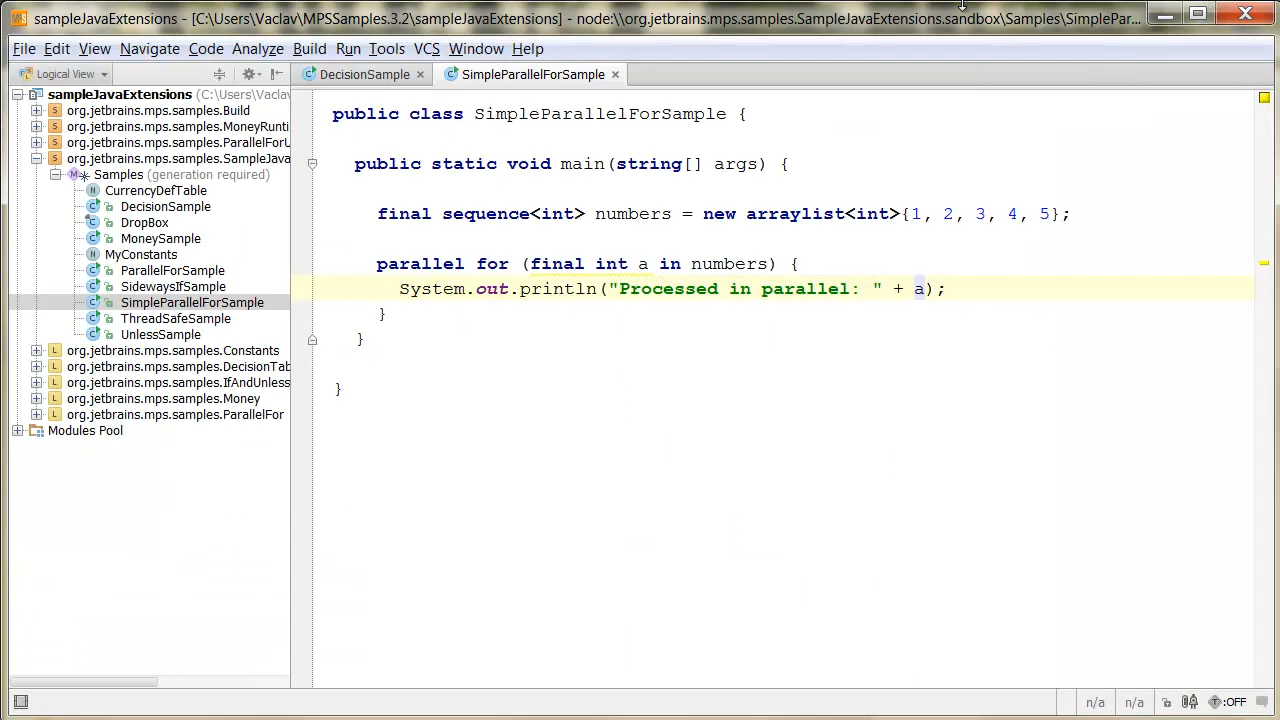 sampleJavaExtensions - [C:\Users\Vaclav\MPSSamples.3.2\sampleJavaExtensions] - node:\\org.jetbrains.mps.samples.SampleJavaExtensions.sandbox\Samples\SimplePar...
File Edit View Navigate Code Analyze Build Run Tools VCS Window Help
Logical View
DecisionSample
SimpleParallelForSample
sampleJavaExtensions (C:\Users\Vaclav
org.jetbrains.mps.samples.Build
org.jetbrains.mps.samples.MoneyRunti
org.jetbrains.mps.samples.ParallelForU
org.jetbrains.mps.samples.SampleJava
Samples (generation required)
CurrencyDefTable
DecisionSample
DropBox
MoneySample
MyConstants
ParallelForSample
SidewaysIfSample
SimpleParallelForSample
ThreadSafeSample
UnlessSample
org.jetbrains.mps.samples.Constants
org.jetbrains.mps.samples.DecisionTab
org.jetbrains.mps.samples.IfAndUnless
org.jetbrains.mps.samples.Money
org.jetbrains.mps.samples.ParallelFor
Modules Pool
public class SimpleParallelForSample {
public static void main(string[] args) {
final sequence<int> numbers = new arraylist<int>{1, 2, 3, 4, 5};
parallel for (final int a in numbers) {
System.out.println("Processed in parallel: " + a);
}
}
}
n/a n/a T:OFF